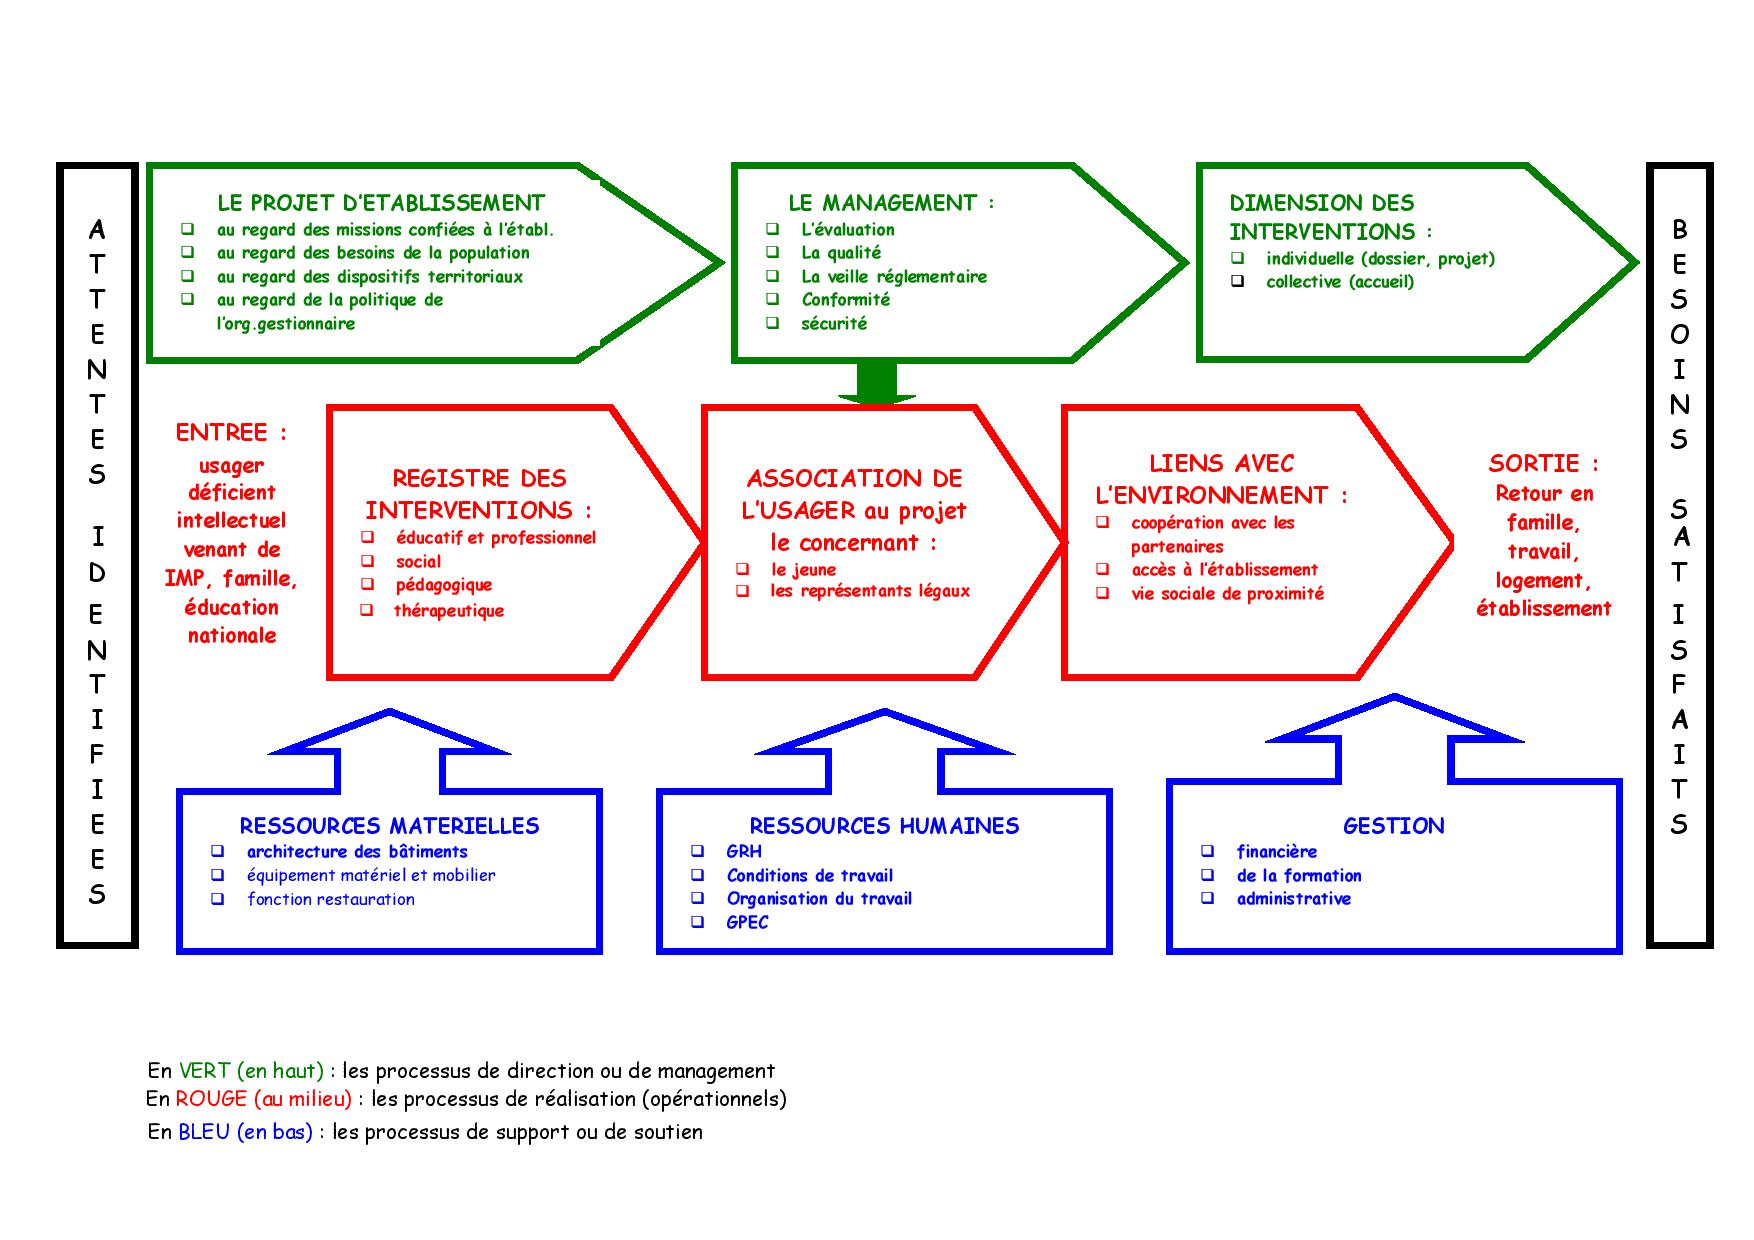 ATTENTES IDENTIFIEES
LE PROJET D'ETABLISSEMENT
❑ au regard des missions confiées à l'établ.
❑ au regard des besoins de la population
❑ au regard des dispositifs territoriaux
❑ au regard de la politique de
l'org.gestionnaire
LE MANAGEMENT :
❑ L'évaluation
❑ La qualité
❑ La veille réglementaire
❑ Conformité
❑ sécurité
DIMENSION DES
INTERVENTIONS :
❑ individuelle (dossier, projet)
❑ collective (accueil)
ENTREE :
usager
déficient
intellectuel
venant de
IMP, famille,
éducation
nationale
REGISTRE DES
INTERVENTIONS :
❑ éducatif et professionnel
❑ social
❑ pédagogique
❑ thérapeutique
ASSOCIATION DE
L'USAGER au projet
le concernant :
❑ le jeune
❑ les représentants légaux
LIENS AVEC
L'ENVIRONNEMENT :
❑ coopération avec les
partenaires
❑ accès à l'établissement
❑ vie sociale de proximité
SORTIE :
Retour en
famille,
travail,
logement,
établissement
RESSOURCES MATERIELLES
❑ architecture des bâtiments
❑ équipement matériel et mobilier
❑ fonction restauration
RESSOURCES HUMAINES
❑ GRH
❑ Conditions de travail
❑ Organisation du travail
❑ GPEC
GESTION
❑ financière
❑ de la formation
❑ administrative
BESOINS SATISFAITS
En VERT (en haut) : les processus de direction ou de management
En ROUGE (au milieu) : les processus de réalisation (opérationnels)
En BLEU (en bas) : les processus de support ou de soutien